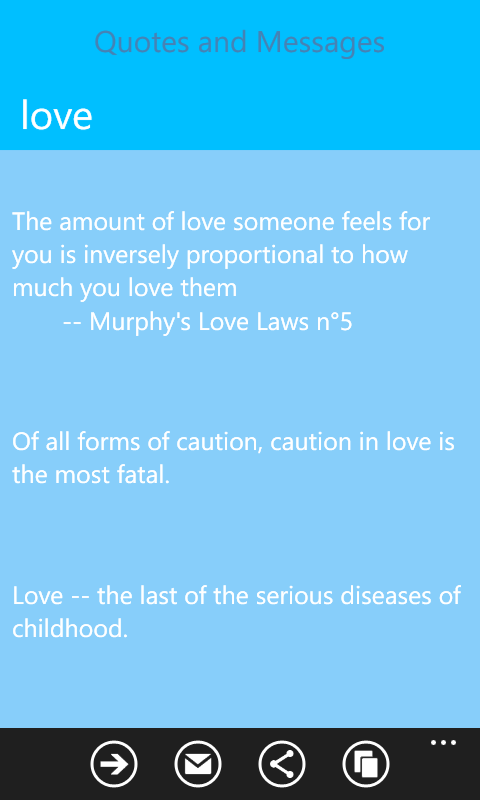 Quotes and Messages
love
The amount of love someone feels for
you is inversely proportional to how
much you love them
-- Murphy's Love Laws n°5
Of all forms of caution, caution in love is
the most fatal.
Love -- the last of the serious diseases of
childhood.